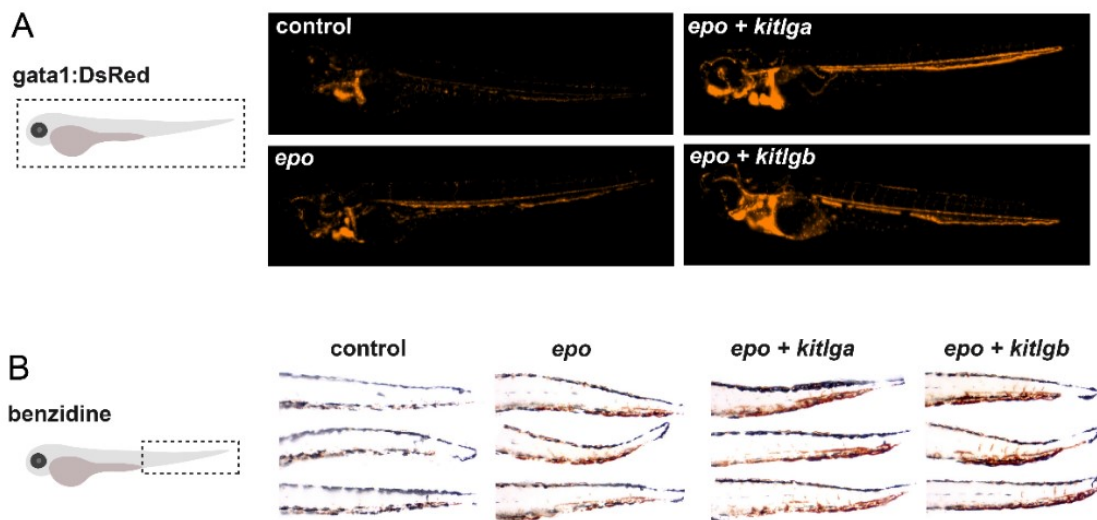 A
gata1:DsRed
control
epo + kitlga
epo
epo + kitlgb
B
benzidine
control
epo
epo + kitlga
epo + kitlgb